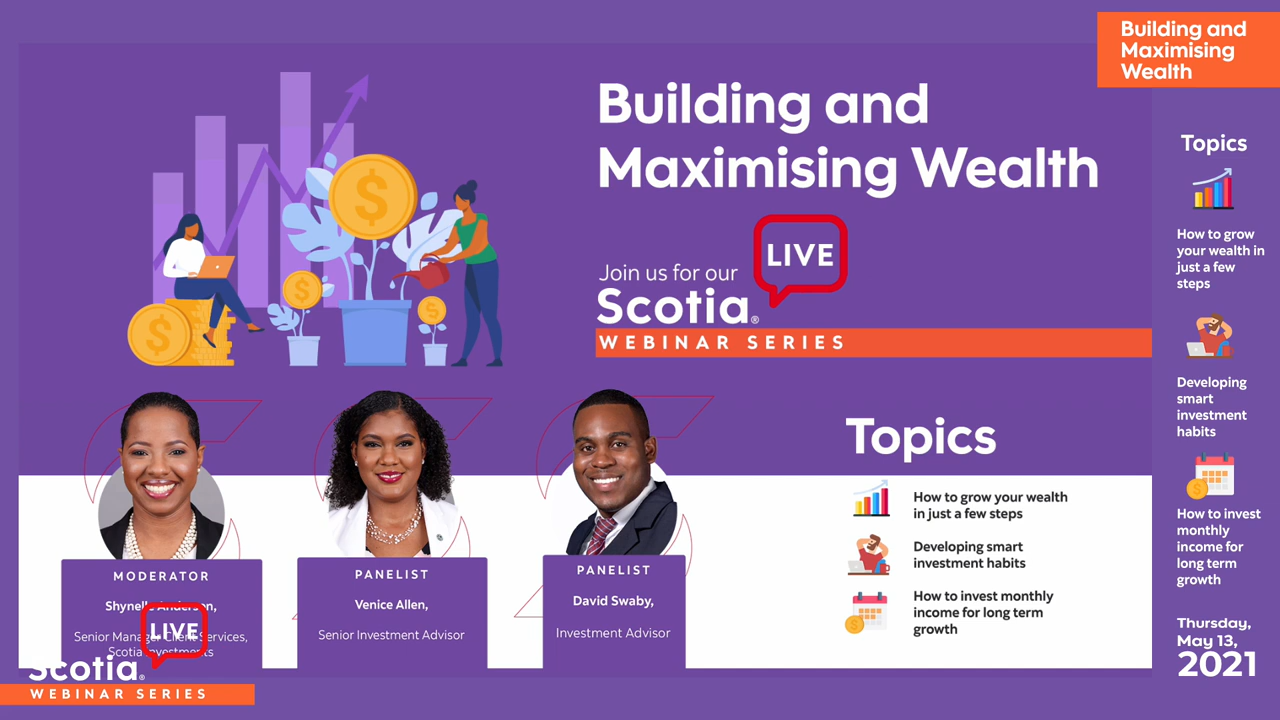 Building and
Maximising Wealth
Join us for our
LIVE
Scotia®
WEBINAR SERIES
MODERATOR
Shynelle Anderson,
Senior Manager Client Services,
Scotia Investments
PANELIST
Venice Allen,
Senior Investment Advisor
PANELIST
David Swaby,
Investment Advisor
Topics
How to grow your wealth
in just a few steps
Developing smart
investment habits
How to invest monthly
income for long term
growth
LIVE
Scotia®
WEBINAR SERIES
Building and
Maximising
Wealth
Topics
How to grow
your wealth in
just a few
steps
Developing
smart
investment
habits
How to invest
monthly
income for
long term
growth
Thursday,
May 13,
2021